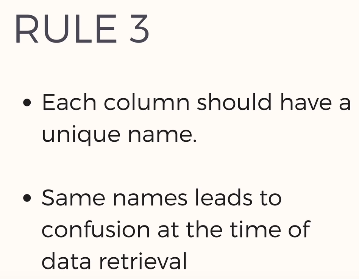 RULE 3
• Each column should have a
unique name.
• Same names leads to
confusion at the time of
data retrieval